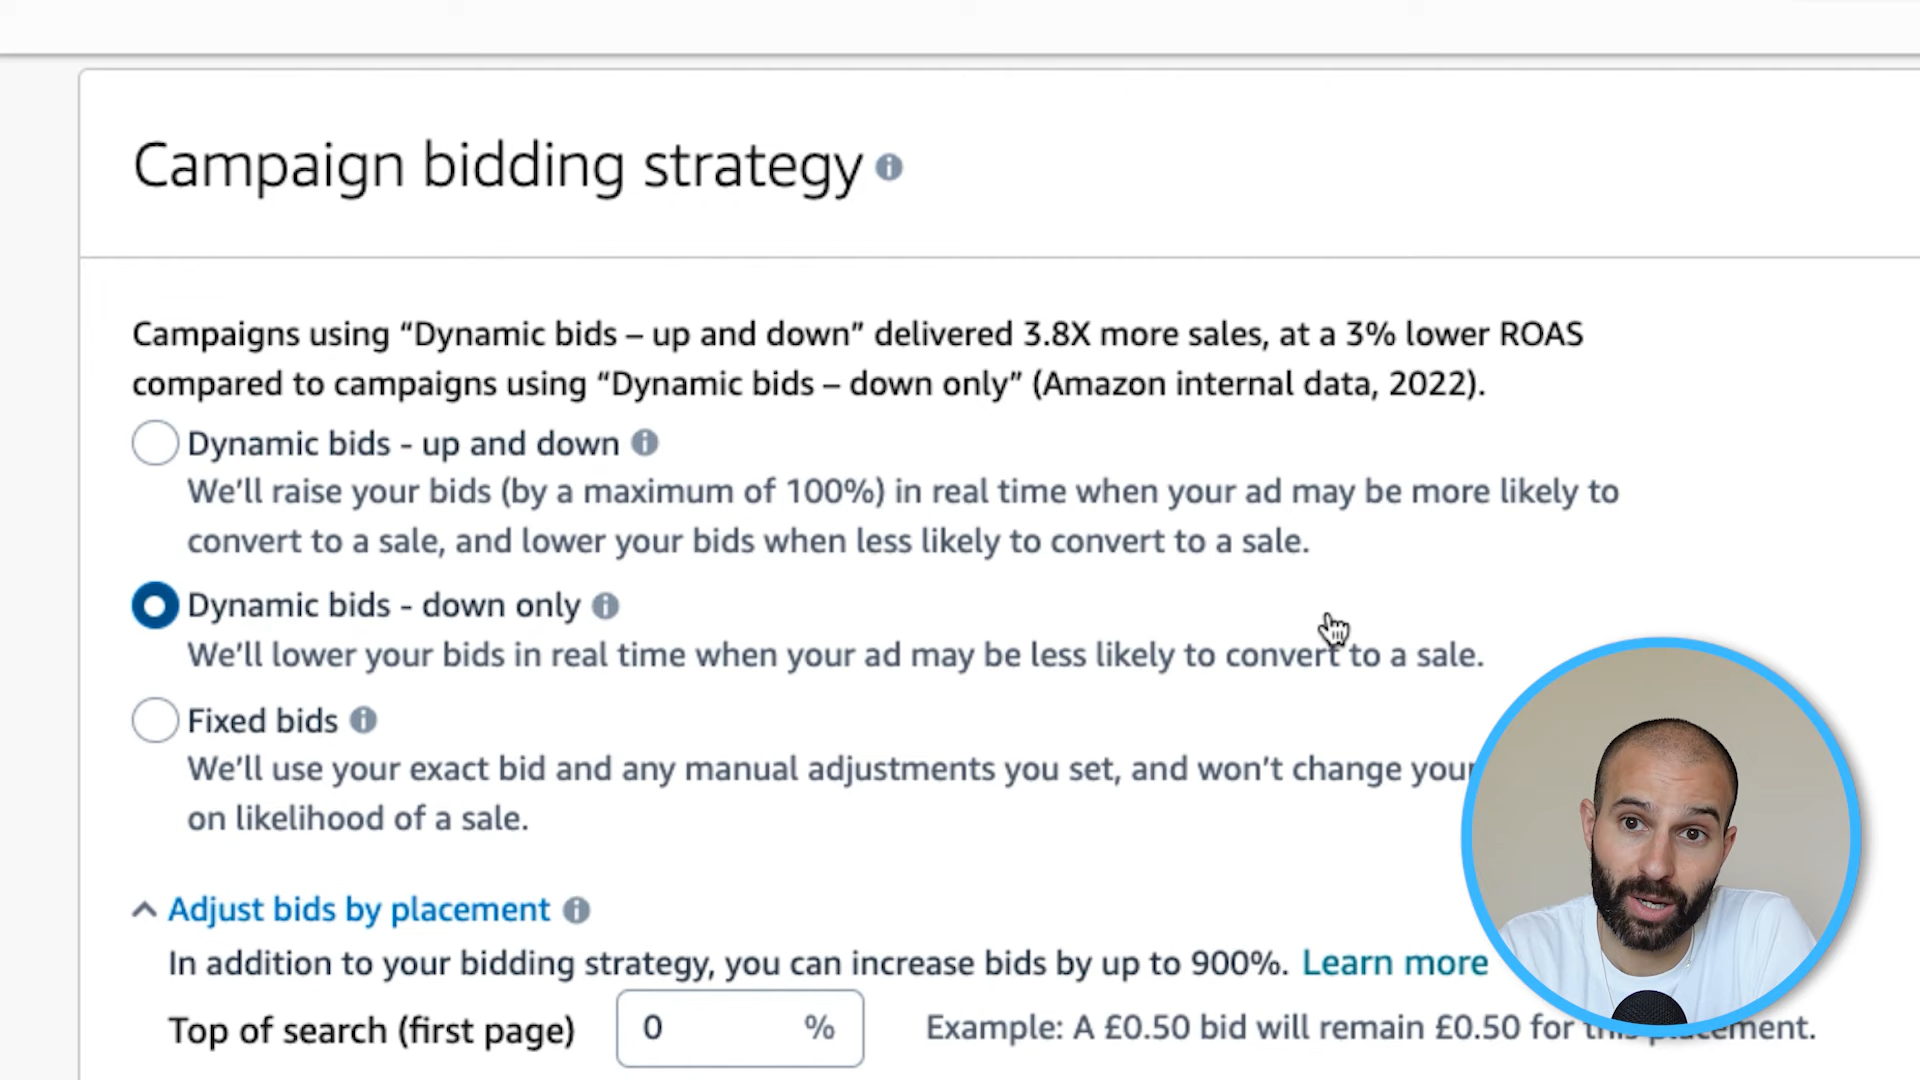 Campaign bidding strategy
Campaigns using “Dynamic bids – up and down” delivered 3.8X more sales, at a 3% lower ROAS
compared to campaigns using “Dynamic bids – down only” (Amazon internal data, 2022).
Dynamic bids - up and down
We'll raise your bids (by a maximum of 100%) in real time when your ad may be more likely to
convert to a sale, and lower your bids when less likely to convert to a sale.
Dynamic bids - down only
We'll lower your bids in real time when your ad may be less likely to convert to a sale.
Fixed bids
We'll use your exact bid and any manual adjustments you set, and won't change your
on likelihood of a sale.
Adjust bids by placement
In addition to your bidding strategy, you can increase bids by up to 900%. Learn more
Top of search (first page) 0 % Example: A £0.50 bid will remain £0.50 for this placement.